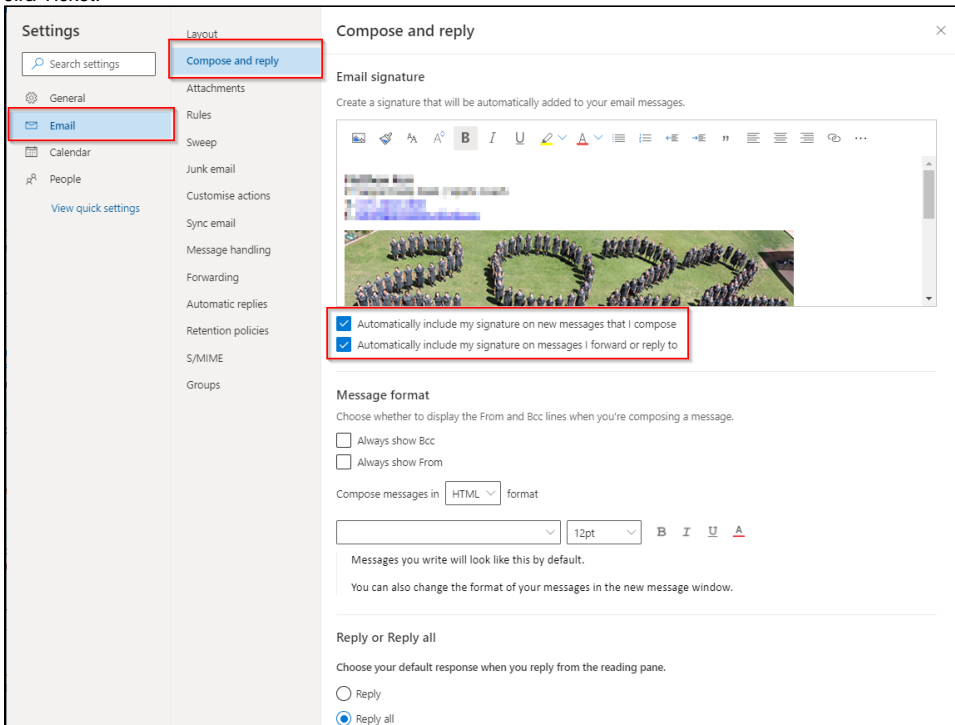 Settings
Search settings
General
Email
Calendar
People
View quick settings
Layout
Compose and reply
Attachments
Rules
Sweep
Junk email
Customise actions
Sync email
Message handling
Forwarding
Automatic replies
Retention policies
S/MIME
Groups
Compose and reply
Email signature
Create a signature that will be automatically added to your email messages.
B I U A
2022
Automatically include my signature on new messages that I compose
Automatically include my signature on messages I forward or reply to
Message format
Choose whether to display the From and Bcc lines when you're composing a message.
Always show Bcc
Always show From
Compose messages in HTML format
12pt B I U A
Messages you write will look like this by default.
You can also change the format of your messages in the new message window.
Reply or Reply all
Choose your default response when you reply from the reading pane.
Reply
Reply all